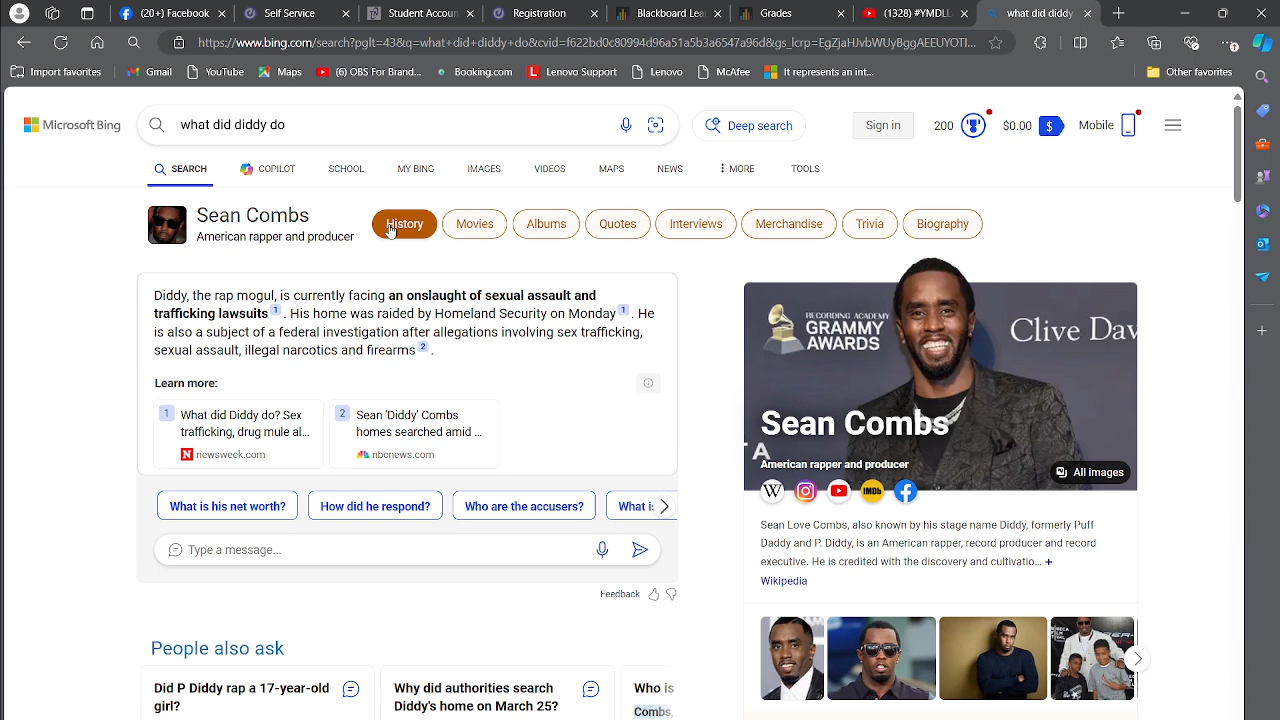 (20+) Facebook
Self Service
Student Account
Registration
Blackboard Learn
Grades
(1328) #YMDLL
what did diddy
https://www.bing.com/search?pglt=43&q=what+did+diddy+do&cvid=f622bd0c80994d96a51a5b3a6547a96d&gs_lcrp=EgZjaHJvbWUyBggAEEUYOTI...
Import favorites
Gmail
YouTube
Maps
(6) OBS For Brand...
Booking.com
Lenovo Support
Lenovo
McAfee
It represents an int...
Other favorites
Microsoft Bing
what did diddy do
Deep search
Sign in
200
$0.00
Mobile
SEARCH
COPILOT
SCHOOL
MY BING
IMAGES
VIDEOS
MAPS
NEWS
MORE
TOOLS
Sean Combs
American rapper and producer
History
Movies
Albums
Quotes
Interviews
Merchandise
Trivia
Biography
Diddy, the rap mogul, is currently facing an onslaught of sexual assault and
trafficking lawsuits 1 . His home was raided by Homeland Security on Monday 1 . He
is also a subject of a federal investigation after allegations involving sex trafficking,
sexual assault, illegal narcotics and firearms 2 .
Learn more:
1 What did Diddy do? Sex
trafficking, drug mule al...
newsweek.com
2 Sean 'Diddy' Combs
homes searched amid ...
nbcnews.com
What is his net worth?
How did he respond?
Who are the accusers?
What i
Type a message...
Feedback
People also ask
Did P Diddy rap a 17-year-old
girl?
Why did authorities search
Diddy's home on March 25?
Who is
Combs,
RECORDING ACADEMY
GRAMMY
AWARDS
Clive Dav
TA
Sean Combs
American rapper and producer
All images
W
IMDb
Sean Love Combs, also known by his stage name Diddy, formerly Puff
Daddy and P. Diddy, is an American rapper, record producer and record
executive. He is credited with the discovery and cultivatio... +
Wikipedia